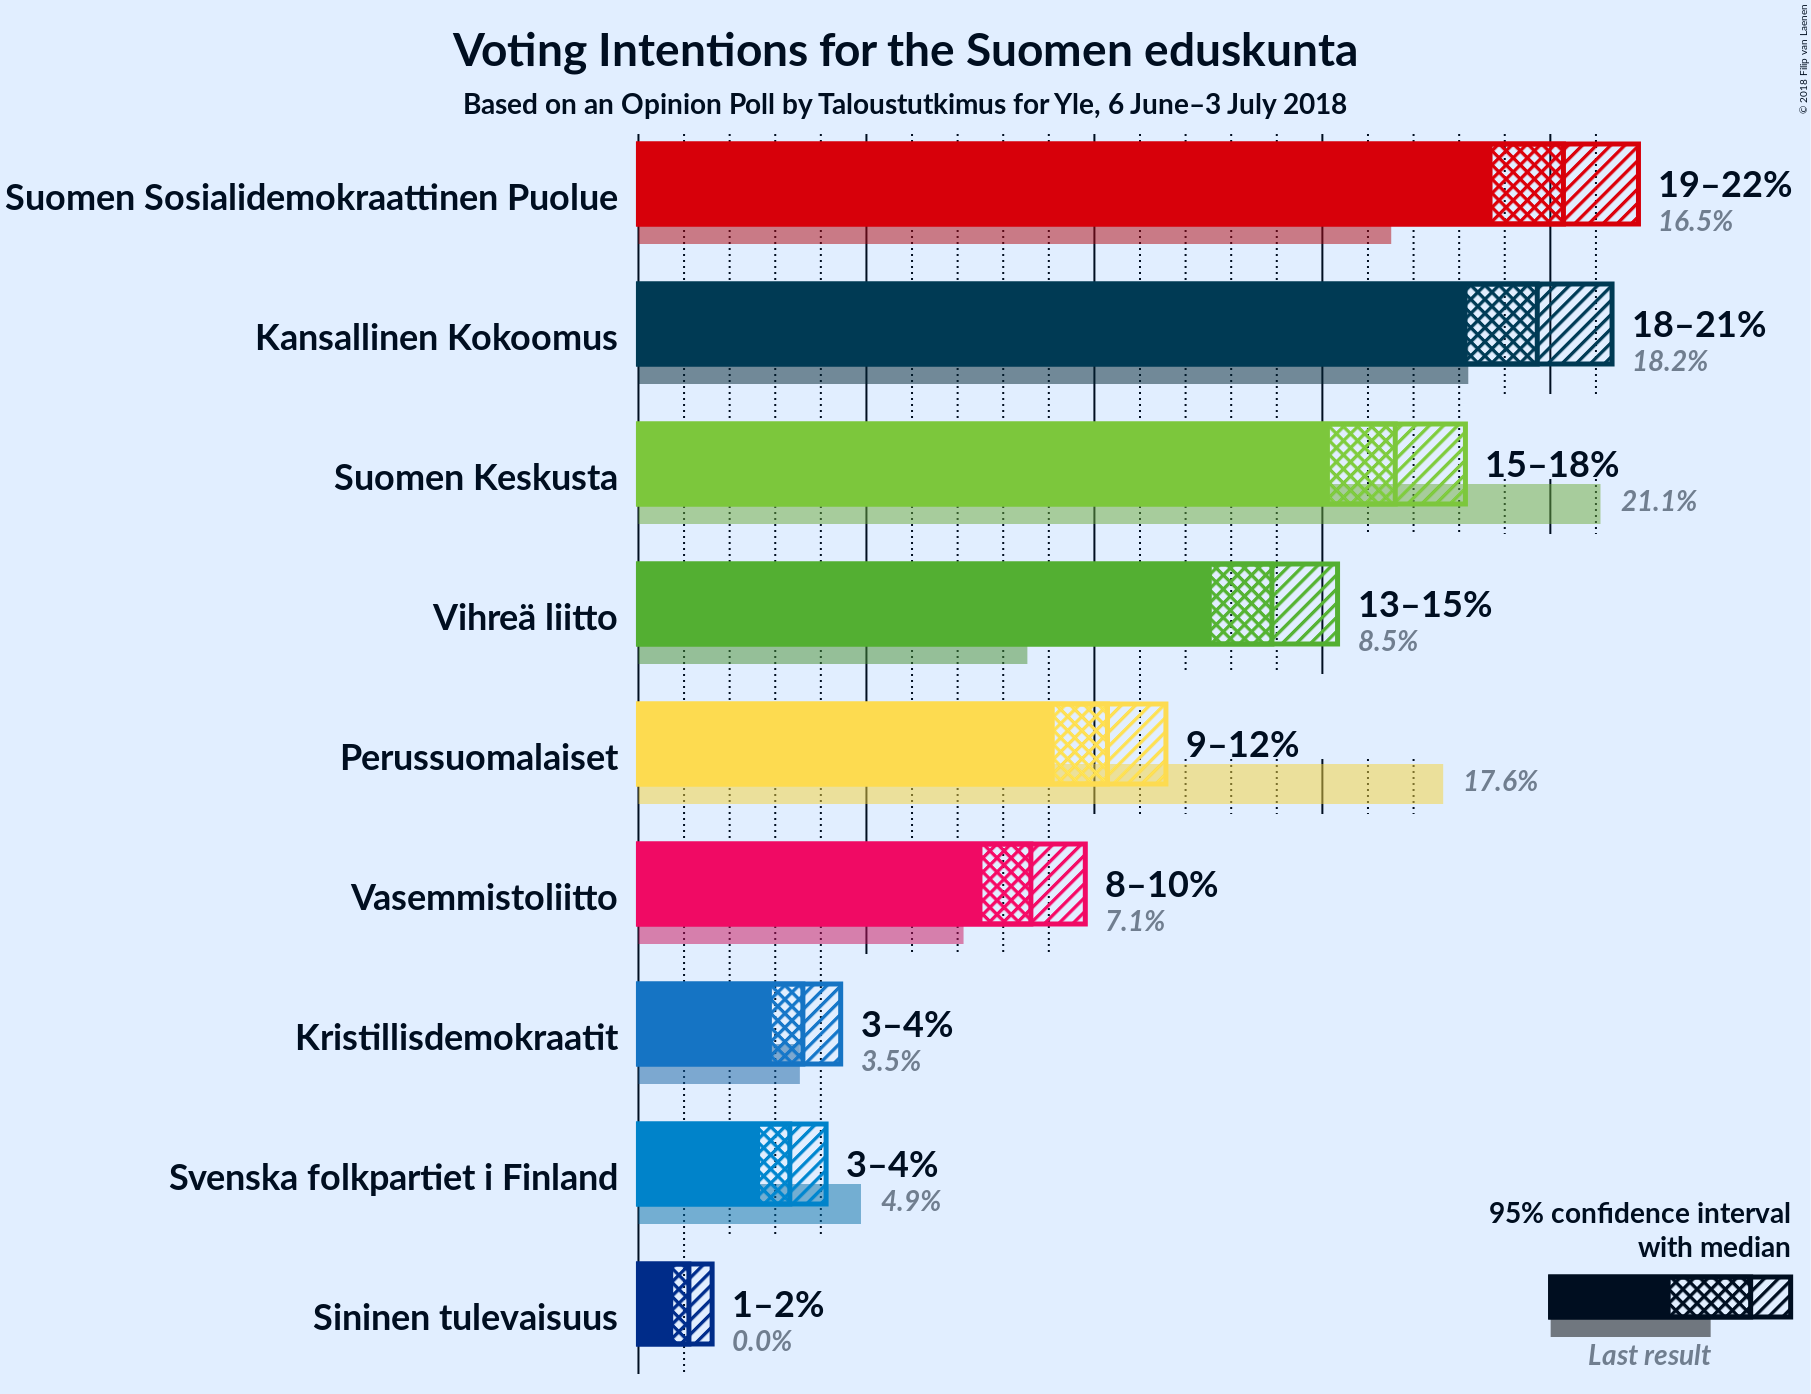 Voting Intentions for the Suomen eduskunta
Based on an Opinion Poll by Taloustutkimus for Yle, 6 June–3 July 2018
© 2018 Filip van Laenen
Suomen Sosialidemokraattinen Puolue
19–22%
16.5%
Kansallinen Kokoomus
18–21%
18.2%
Suomen Keskusta
15–18%
21.1%
Vihreä liitto
13–15%
8.5%
Perussuomalaiset
9–12%
17.6%
Vasemmistoliitto
8–10%
7.1%
Kristillisdemokraatit
3–4%
3.5%
Svenska folkpartiet i Finland
3–4%
4.9%
Sininen tulevaisuus
1–2%
0.0%
95% confidence interval
with median
Last result